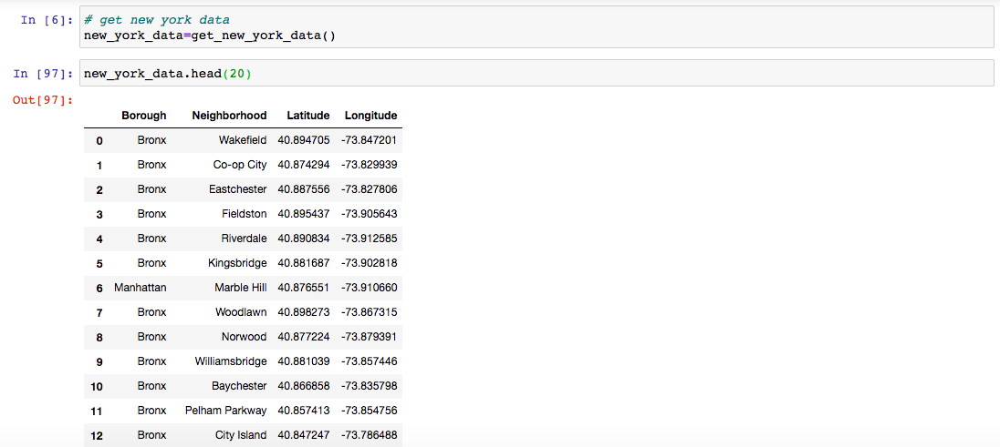 In [6]: # get new york data
new_york_data=get_new_york_data()
In [97]: new_york_data.head(20)
Out[97]:
Borough Neighborhood Latitude Longitude
0 Bronx Wakefield 40.894705 -73.847201
1 Bronx Co-op City 40.874294 -73.829939
2 Bronx Eastchester 40.887556 -73.827806
3 Bronx Fieldston 40.895437 -73.905643
4 Bronx Riverdale 40.890834 -73.912585
5 Bronx Kingsbridge 40.881687 -73.902818
6 Manhattan Marble Hill 40.876551 -73.910660
7 Bronx Woodlawn 40.898273 -73.867315
8 Bronx Norwood 40.877224 -73.879391
9 Bronx Williamsbridge 40.881039 -73.857446
10 Bronx Baychester 40.866858 -73.835798
11 Bronx Pelham Parkway 40.857413 -73.854756
12 Bronx City Island 40.847247 -73.786488